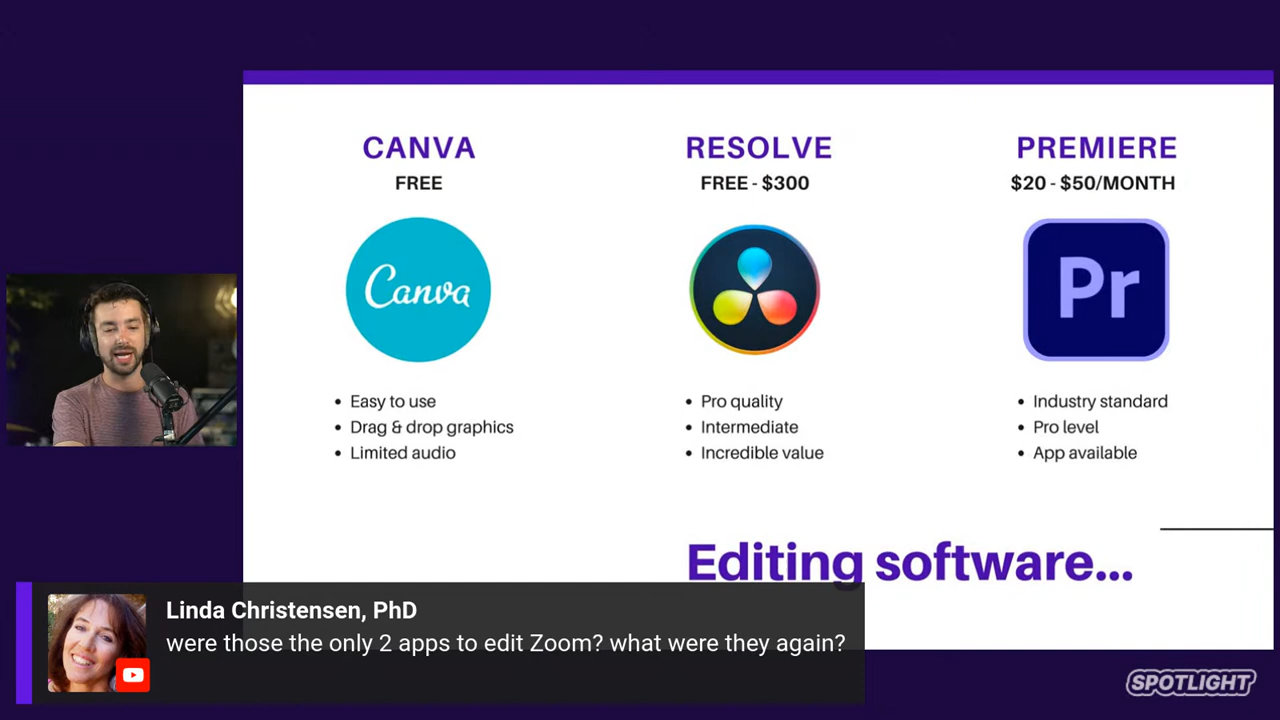 CANVA
FREE
Canva
Easy to use
Drag & drop graphics
Limited audio
RESOLVE
FREE - $300
Pro quality
Intermediate
Incredible value
PREMIERE
$20 - $50/MONTH
Pr
Industry standard
Pro level
App available
Editing software...
Linda Christensen, PhD
were those the only 2 apps to edit Zoom? what were they again?
SPOTLIGHT